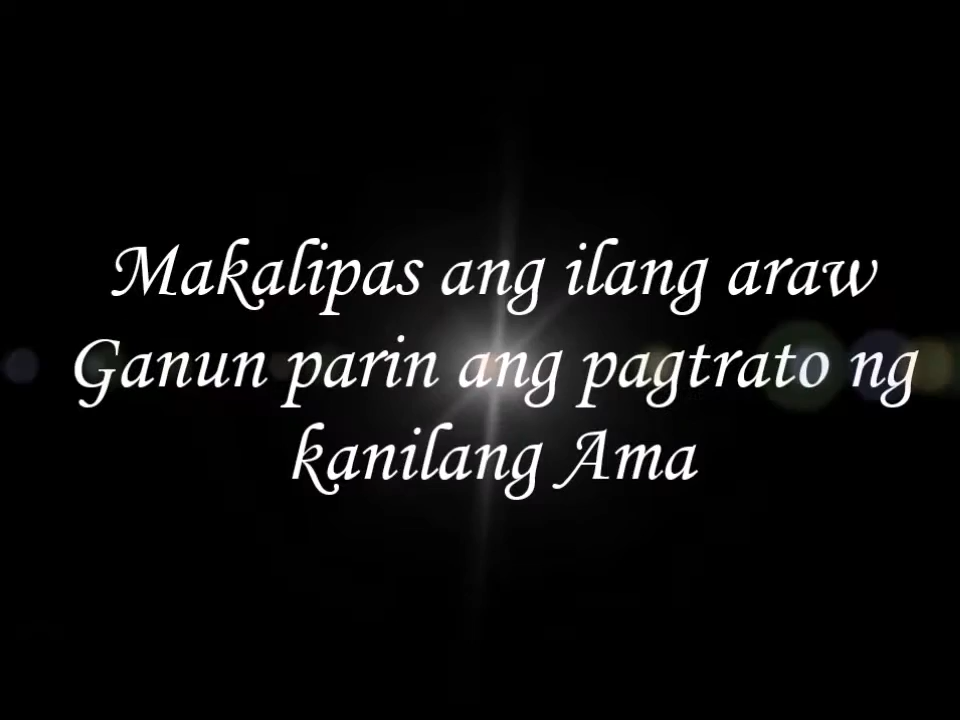 Makalipas ang ilang araw
Ganun parin ang pagtrato ng
kanilang Ama